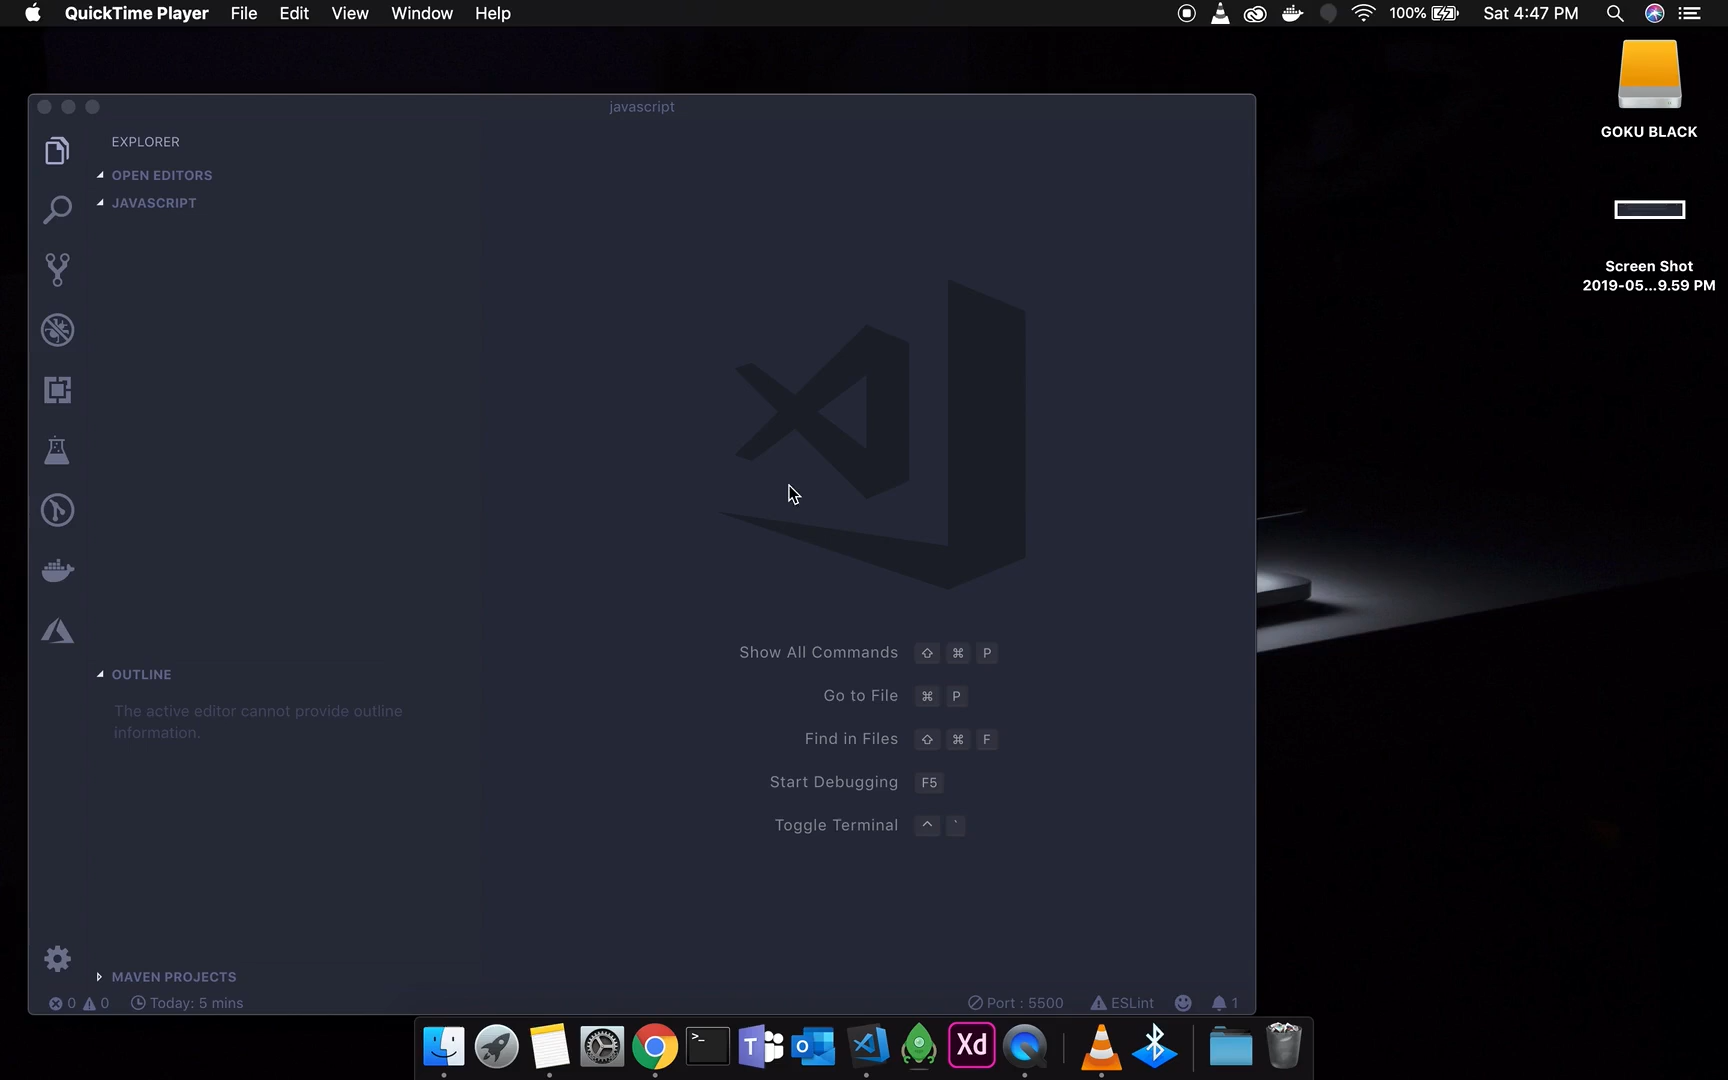 QuickTime Player File Edit View Window Help 100% Sat 4:47 PM
GOKU BLACK
Screen Shot
2019-05...9.59 PM
javascript
EXPLORER
OPEN EDITORS
JAVASCRIPT
Show All Commands ⇧ ⌘ P
Go to File ⌘ P
Find in Files ⇧ ⌘ F
Start Debugging F5
Toggle Terminal ^ `
OUTLINE
The active editor cannot provide outline
information.
MAVEN PROJECTS
0 0 Today: 5 mins Port : 5500 ESLint 1
>_ T O Xd